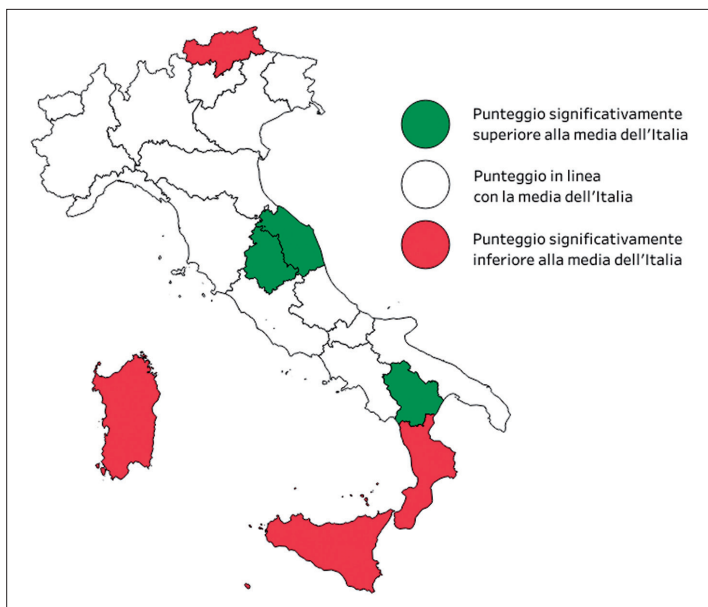 Punteggio significativamente
superiore alla media dell'Italia
Punteggio in linea
con la media dell'Italia
Punteggio significativamente
inferiore alla media dell'Italia